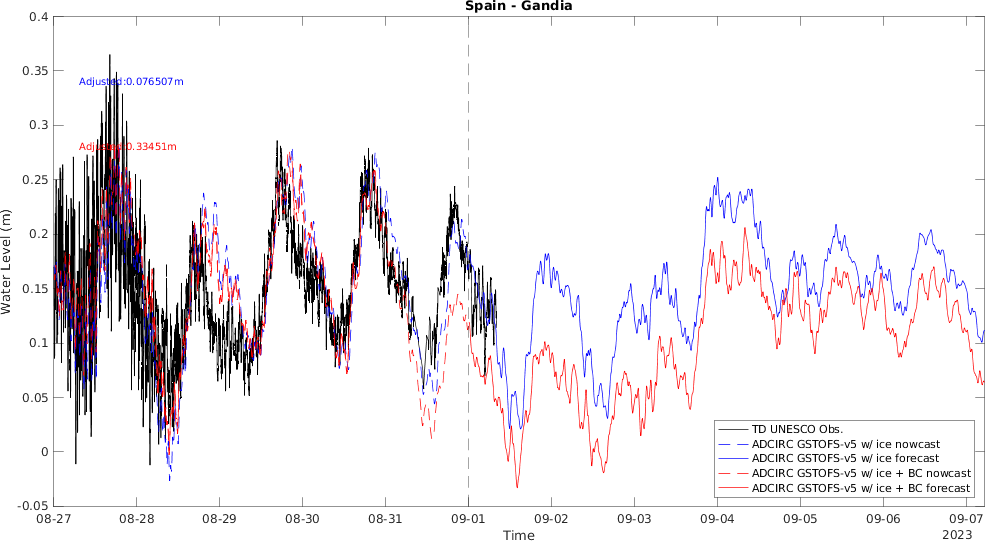 Spain - Gandia
0.4
0.35
0.3
0.25
0.2
0.15
0.1
0.05
0
-0.05
Water Level (m)
Adjusted:0.076507m
Adjusted:0.33451m
08-27
08-28
08-29
08-30
08-31
09-01
09-02
09-03
09-04
09-05
09-06
09-07
Time
2023
TD UNESCO Obs.
ADCIRC GSTOFS-v5 w/ ice nowcast
ADCIRC GSTOFS-v5 w/ ice forecast
ADCIRC GSTOFS-v5 w/ ice + BC nowcast
ADCIRC GSTOFS-v5 w/ ice + BC forecast